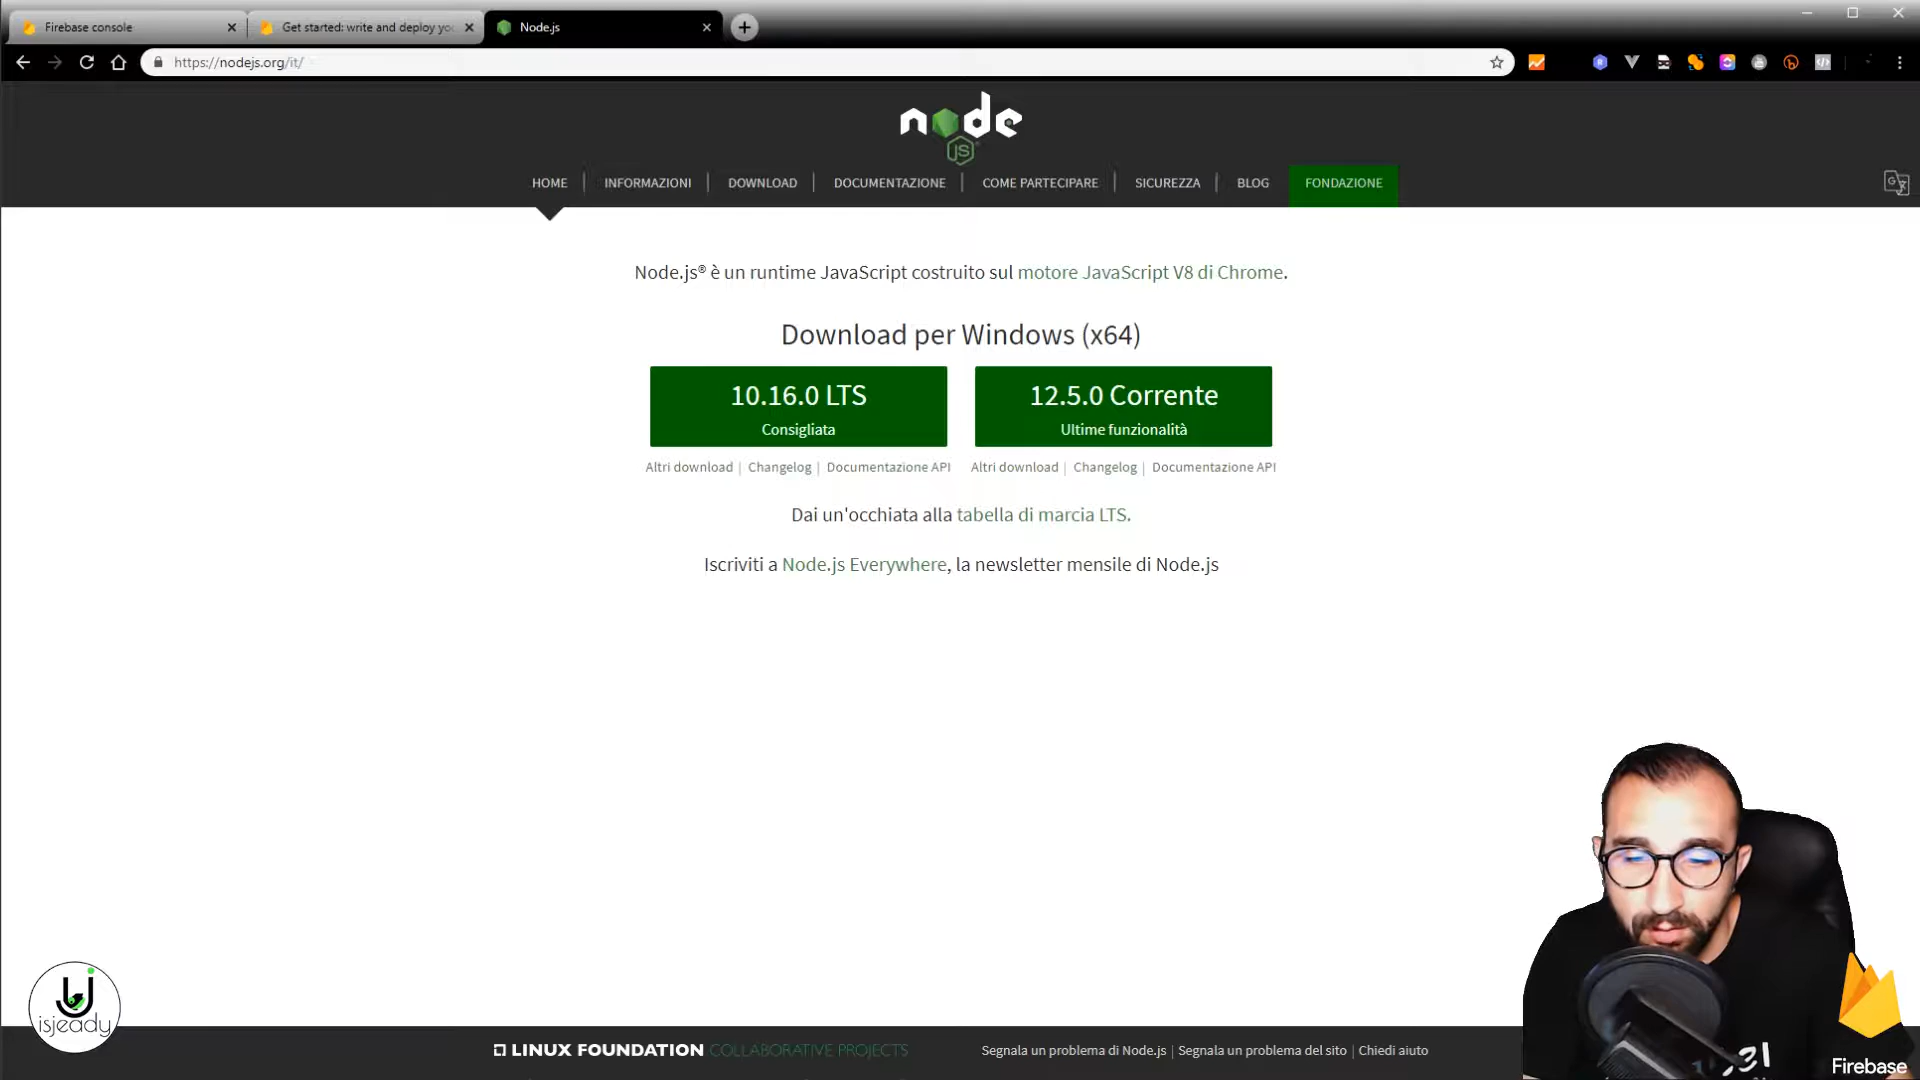 Firebase console
Get started: write and deploy yo
Node.js
https://nodejs.org/it/
node
JS
HOME
INFORMAZIONI
DOWNLOAD
DOCUMENTAZIONE
COME PARTECIPARE
SICUREZZA
BLOG
FONDAZIONE
Node.js® è un runtime JavaScript costruito sul motore JavaScript V8 di Chrome.
Download per Windows (x64)
10.16.0 LTS
Consigliata
12.5.0 Corrente
Ultime funzionalità
Altri download | Changelog | Documentazione API
Altri download | Changelog | Documentazione API
Dai un'occhiata alla tabella di marcia LTS.
Iscriviti a Node.js Everywhere, la newsletter mensile di Node.js
isjeady
LINUX FOUNDATION COLLABORATIVE PROJECTS
Segnala un problema di Node.js | Segnala un problema del sito | Chiedi aiuto
Firebase